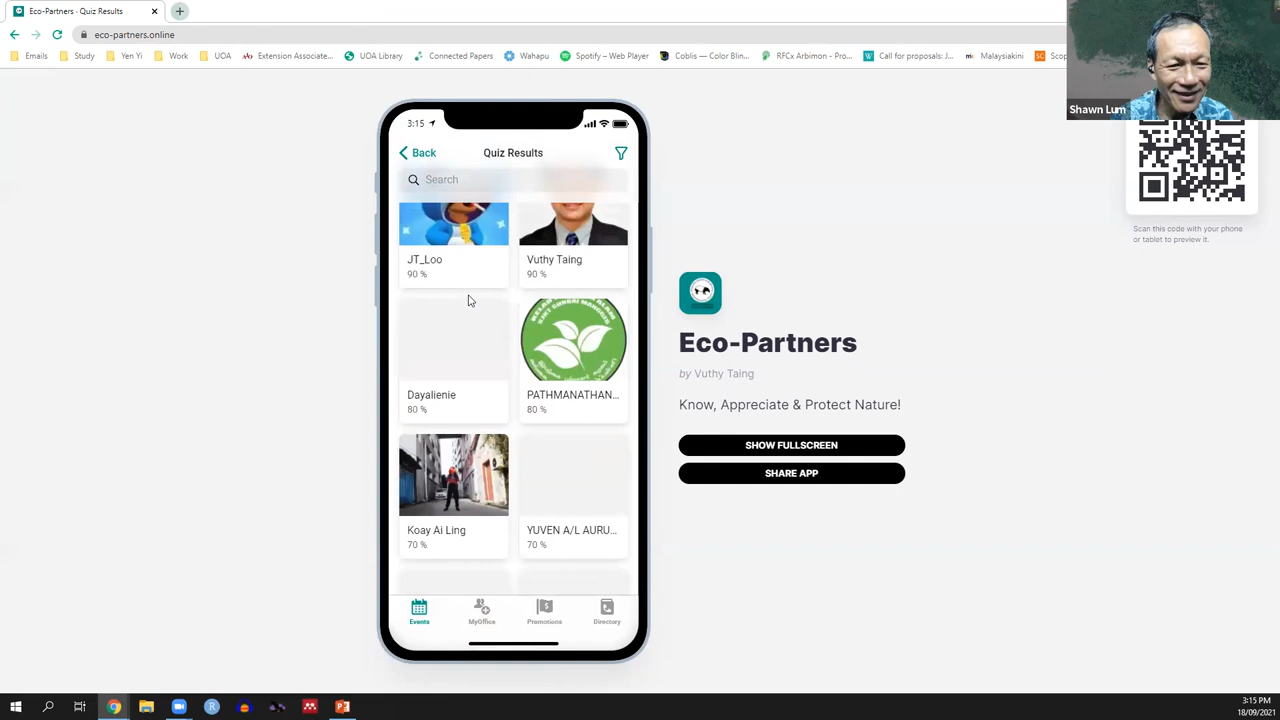 Eco-Partners - Quiz Results
eco-partners.online
Emails
Study
Yen Yi
Work
UOA
Extension Associate...
UOA Library
Connected Papers
Wahapu
Spotify – Web Player
Coblis — Color Blin...
RFCx Arbimon - Pro...
Call for proposals: J...
Malaysiakini
Shawn Lum
3:15
Back
Quiz Results
Search
JT_Loo
90 %
Vuthy Taing
90 %
Dayalienie
80 %
PATHMANATHAN...
80 %
Koay Ai Ling
70 %
YUVEN A/L AURU...
70 %
Events
MyOffice
Promotions
Directory
Scan this code with your phone
or tablet to preview it.
Eco-Partners
by Vuthy Taing
Know, Appreciate & Protect Nature!
SHOW FULLSCREEN
SHARE APP
3:15 PM
18/09/2021